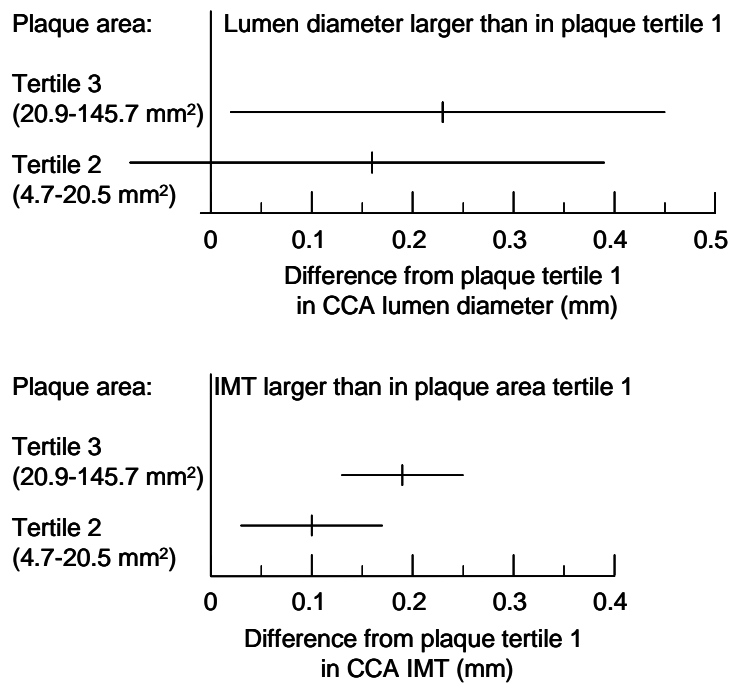 Plaque area:
Lumen diameter larger than in plaque tertile 1
Tertile 3
(20.9-145.7 mm²)
Tertile 2
(4.7-20.5 mm²)
0 0.1 0.2 0.3 0.4 0.5
Difference from plaque tertile 1
in CCA lumen diameter (mm)
Plaque area:
IMT larger than in plaque area tertile 1
Tertile 3
(20.9-145.7 mm²)
Tertile 2
(4.7-20.5 mm²)
0 0.1 0.2 0.3 0.4
Difference from plaque tertile 1
in CCA IMT (mm)